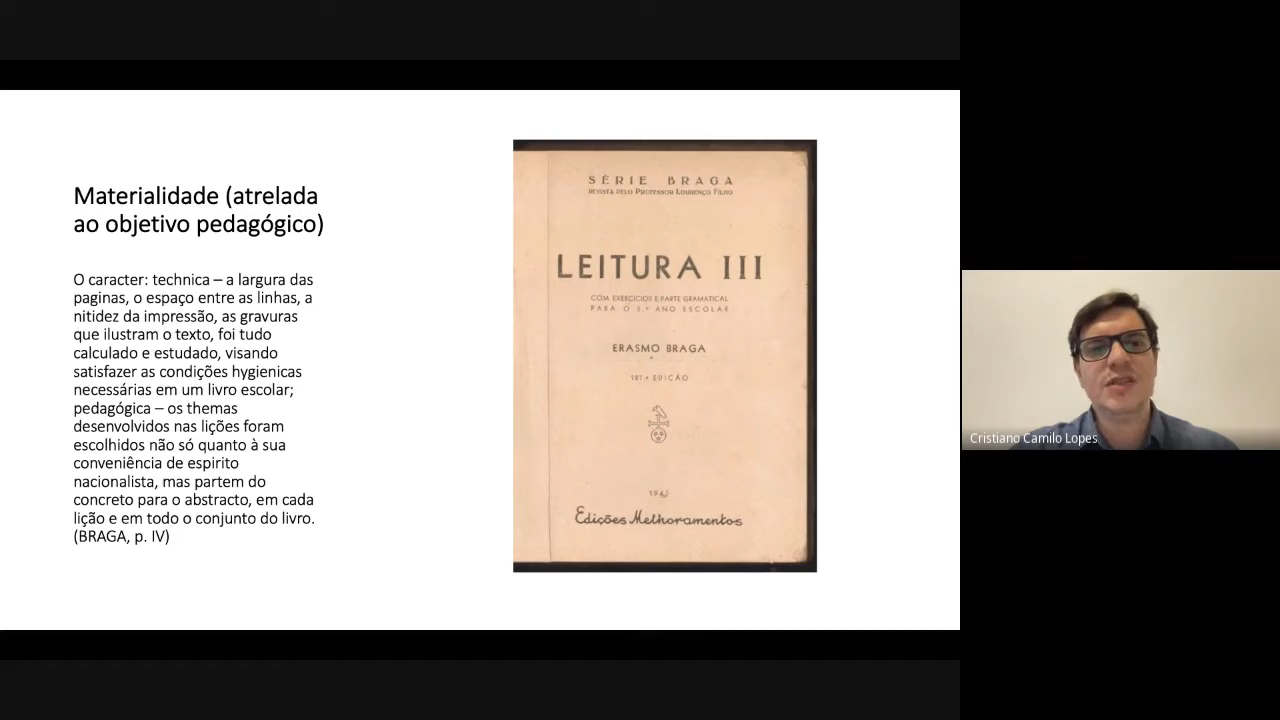 Materialidade (atrelada
ao objetivo pedagógico)
O caracter: technica – a largura das
paginas, o espaço entre as linhas, a
nitidez da impressão, as gravuras
que ilustram o texto, foi tudo
calculado e estudado, visando
satisfazer as condições hygienicas
necessárias em um livro escolar;
pedagógica – os themas
desenvolvidos nas lições foram
escolhidos não só quanto à sua
conveniência de espirito
nacionalista, mas partem do
concreto para o abstracto, em cada
lição e em todo o conjunto do livro.
(BRAGA, p. IV)
SÉRIE BRAGA
REVISTA PELO PROFESSOR LOURENÇO FILHO
LEITURA III
COM EXERCÍCIOS E PARTE GRAMATICAL
PARA O 3.º ANO ESCOLAR
ERASMO BRAGA
EDIÇÃO
Edições Melhoramentos
Cristiano Camilo Lopes